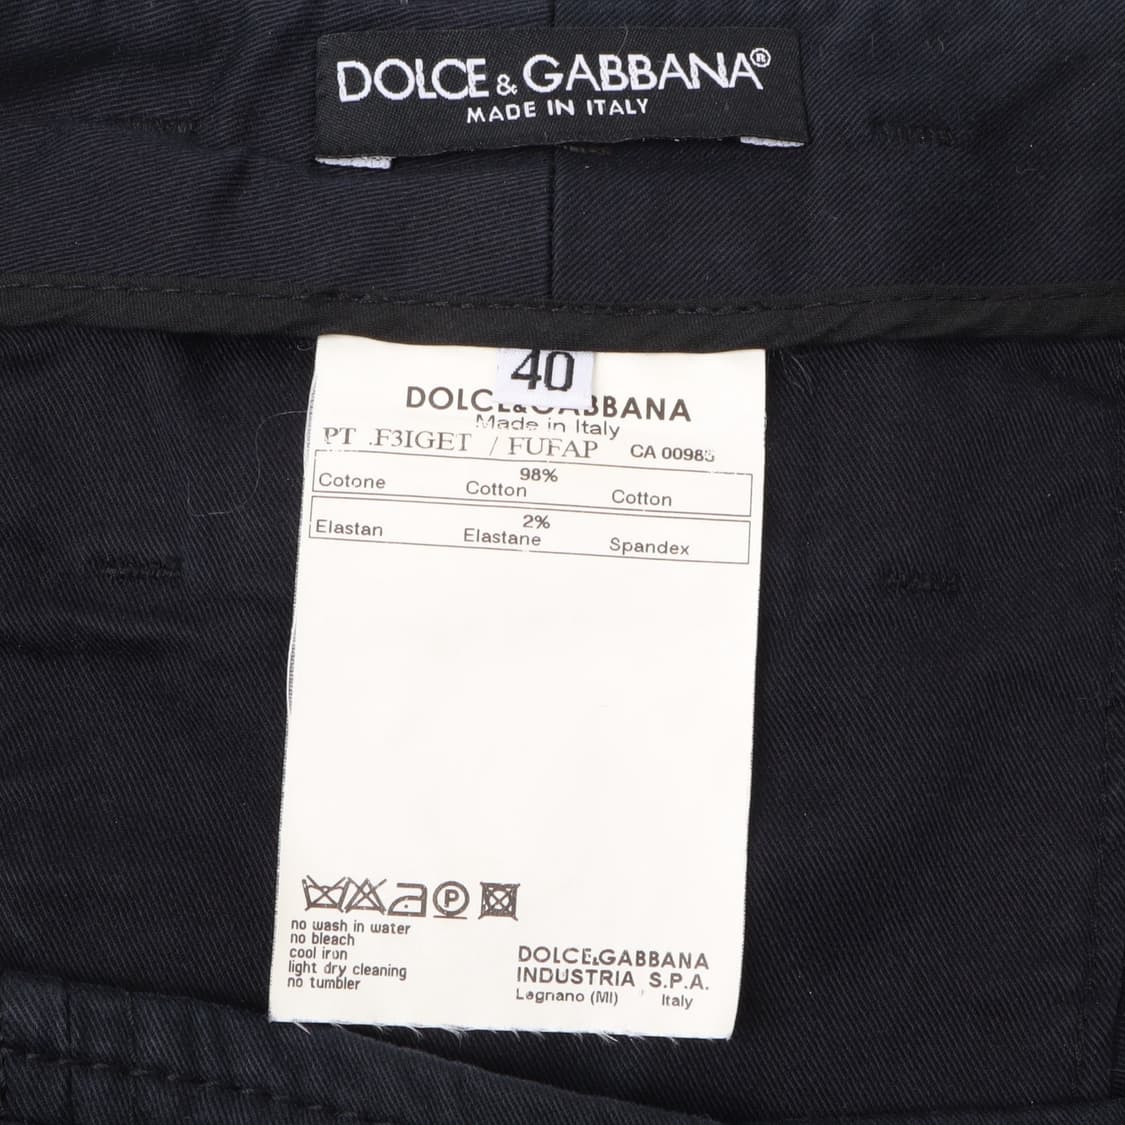 DOLCE & GABBANA®
MADE IN ITALY
40
DOLCE&GABBANA
Made in Italy
PT .F3IGET / FUFAP CA 00985
98%
Cotone Cotton Cotton
2%
Elastan Elastane Spandex
P
no wash in water
no bleach
cool iron
light dry cleaning
no tumbler
DOLCE&GABBANA
INDUSTRIA S.P.A.
Legnano (MI) Italy